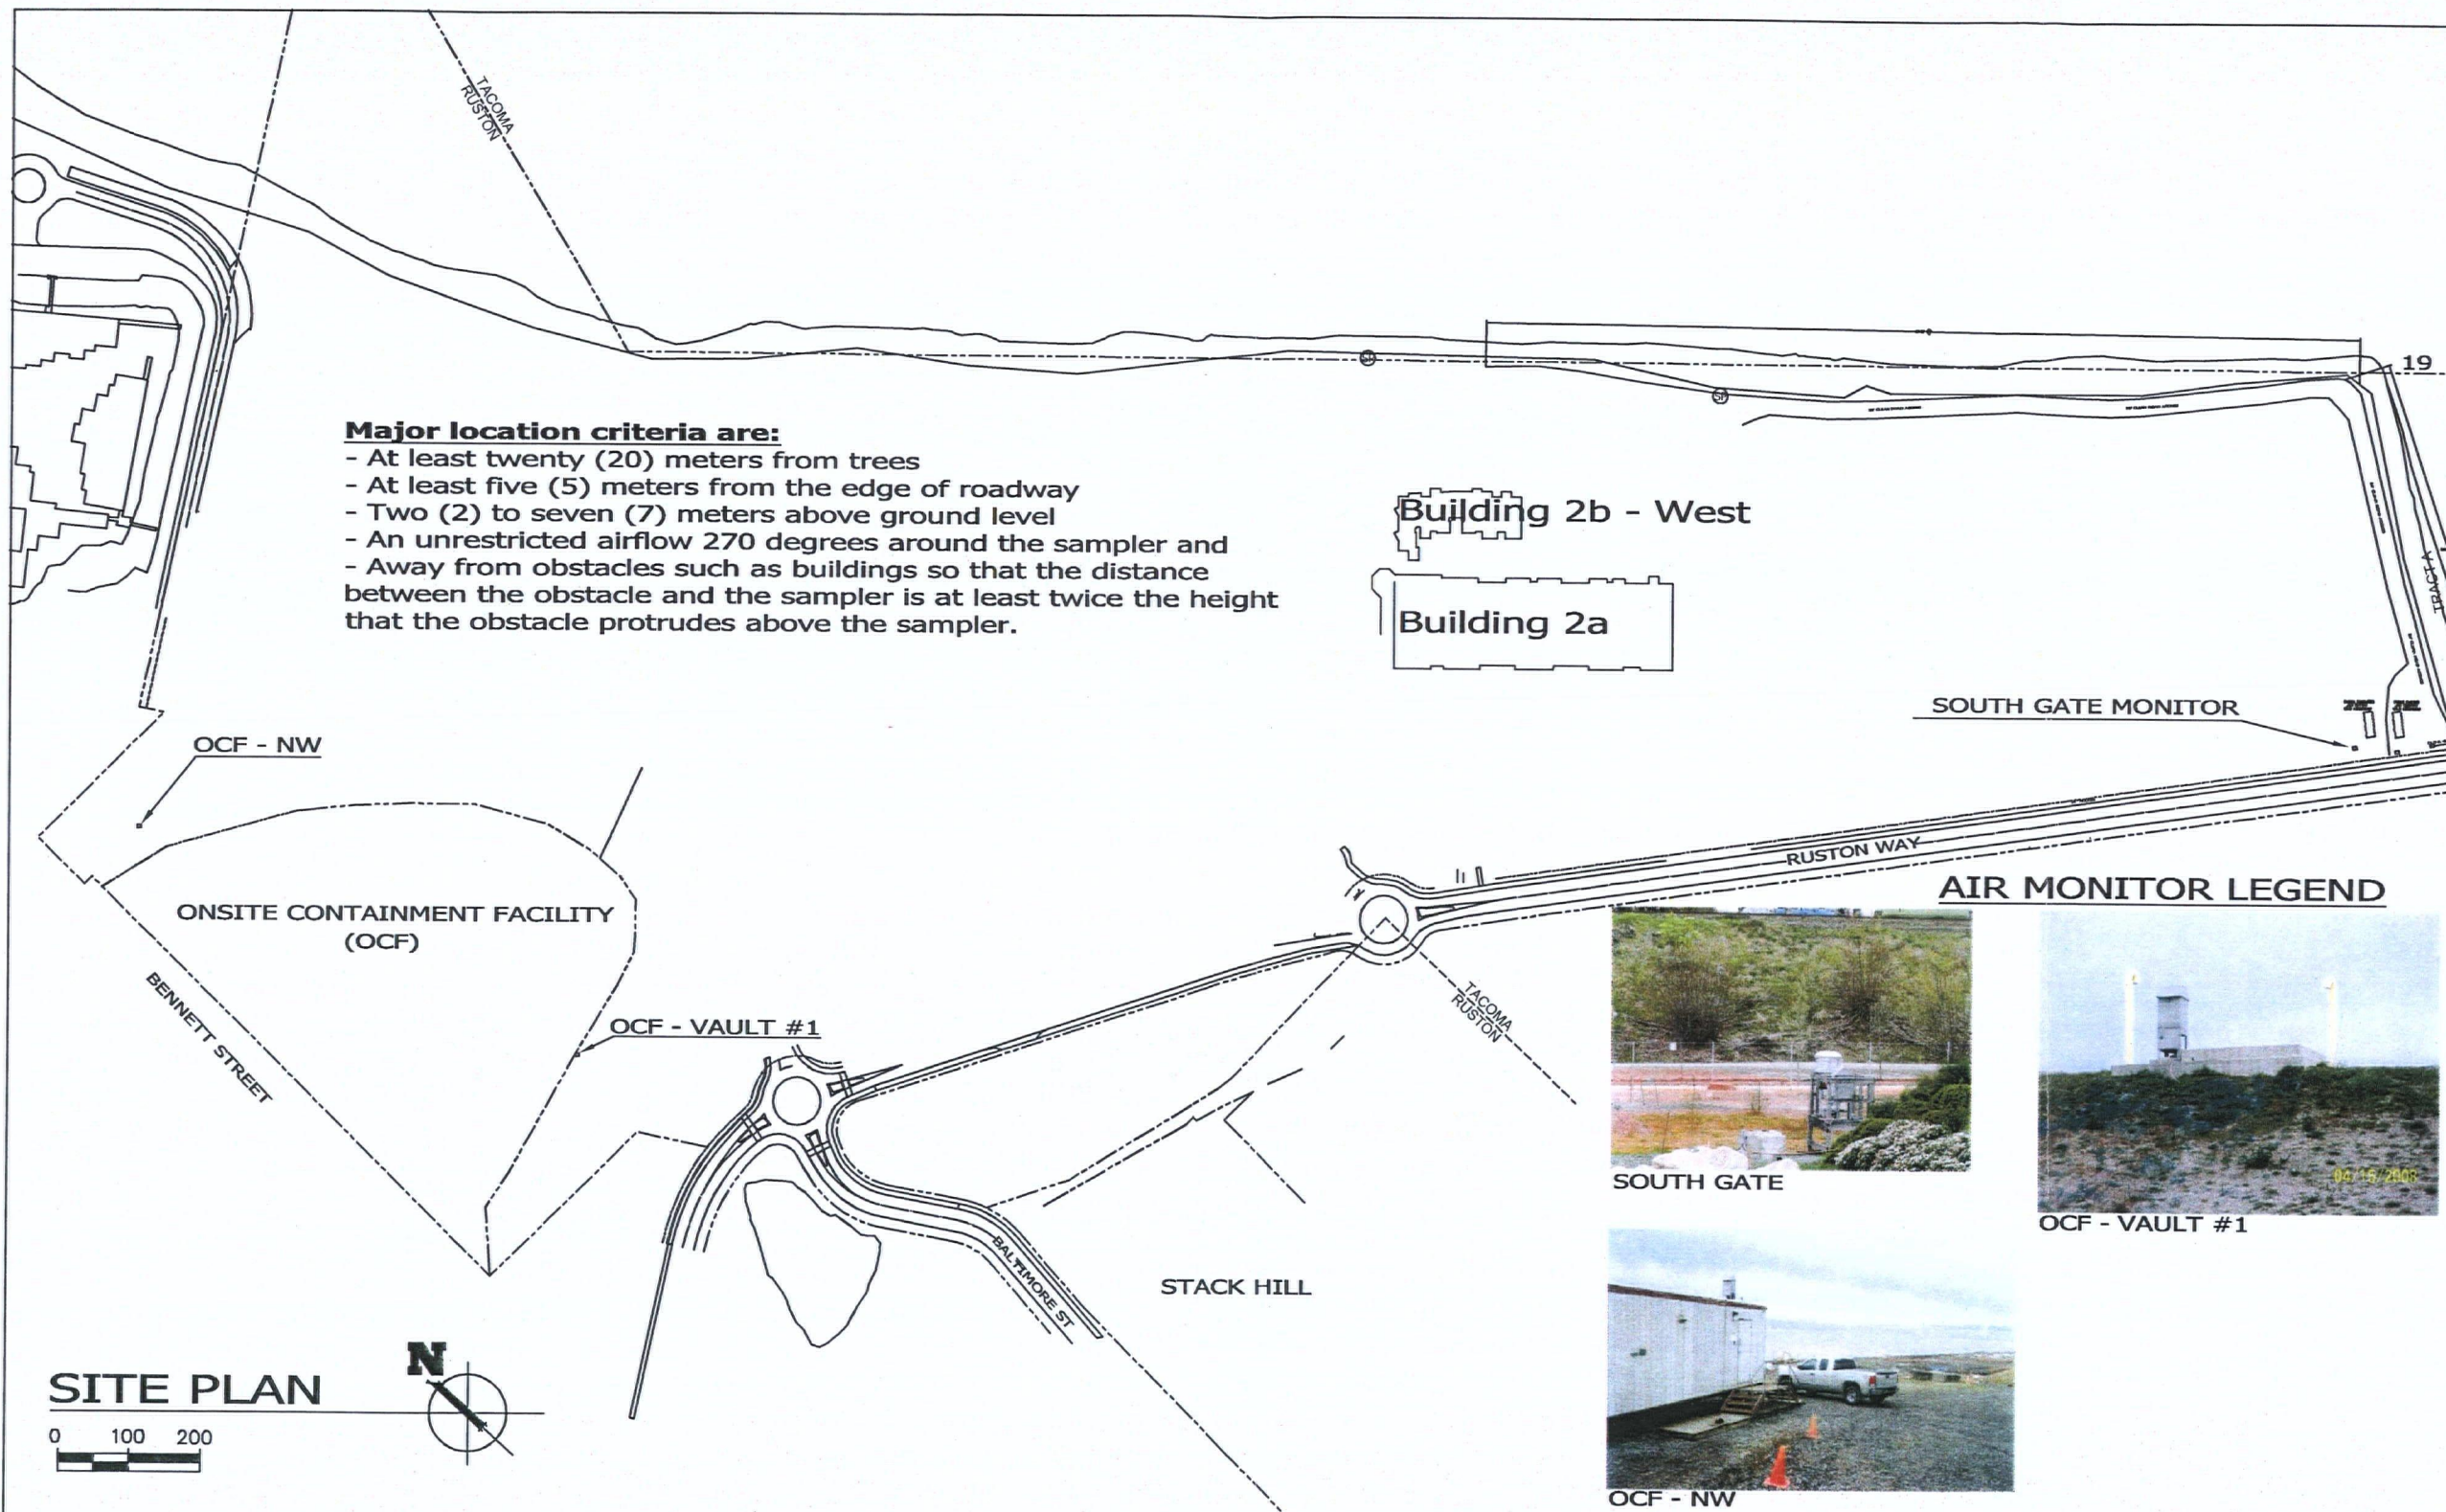 TACOMA
RUSTON
19
Major location criteria are:
- At least twenty (20) meters from trees
- At least five (5) meters from the edge of roadway
- Two (2) to seven (7) meters above ground level
- An unrestricted airflow 270 degrees around the sampler and
- Away from obstacles such as buildings so that the distance
between the obstacle and the sampler is at least twice the height
that the obstacle protrudes above the sampler.
Building 2b - West
Building 2a
TRACT A
SOUTH GATE MONITOR
OCF - NW
RUSTON WAY
AIR MONITOR LEGEND
ONSITE CONTAINMENT FACILITY
(OCF)
BENNETT STREET
OCF - VAULT #1
TACOMA
RUSTON
SOUTH GATE
04/15/2008
OCF - VAULT #1
BALTIMORE ST
STACK HILL
N
SITE PLAN
0 100 200
OCF - NW